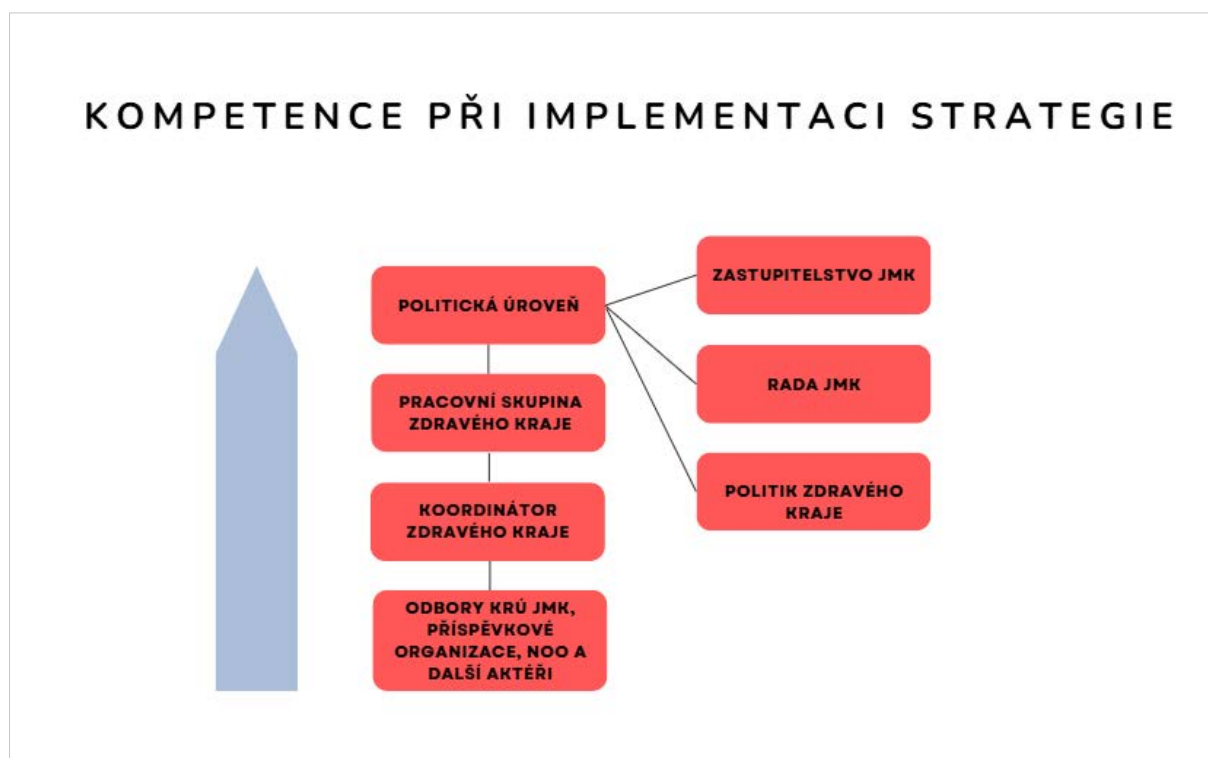 KOMPETENCE PŘI IMPLEMENTACI STRATEGIE
POLITICKÁ ÚROVEŇ
PRACOVNÍ SKUPINA
ZDRAVÉHO KRAJE
KOORDINÁTOR
ZDRAVÉHO KRAJE
ODBORY KRÚ JMK,
PŘÍSPĚVKOVÉ
ORGANIZACE, NOO A
DALŠÍ AKTÉŘI
ZASTUPITELSTVO JMK
RADA JMK
POLITIK ZDRAVÉHO
KRAJE